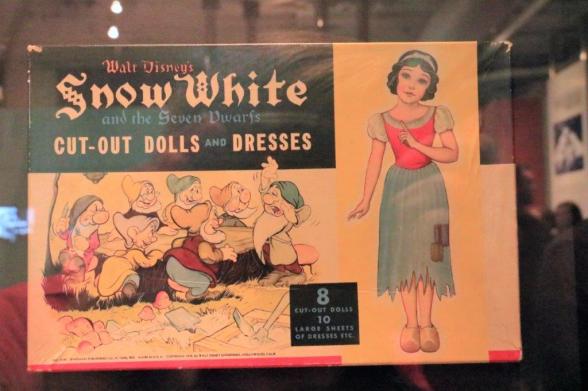 Walt Disney's
Snow White
and the Seven Dwarfs
CUT-OUT DOLLS AND DRESSES
8
CUT-OUT DOLLS
10
LARGE SHEETS
OF DRESSES ETC.